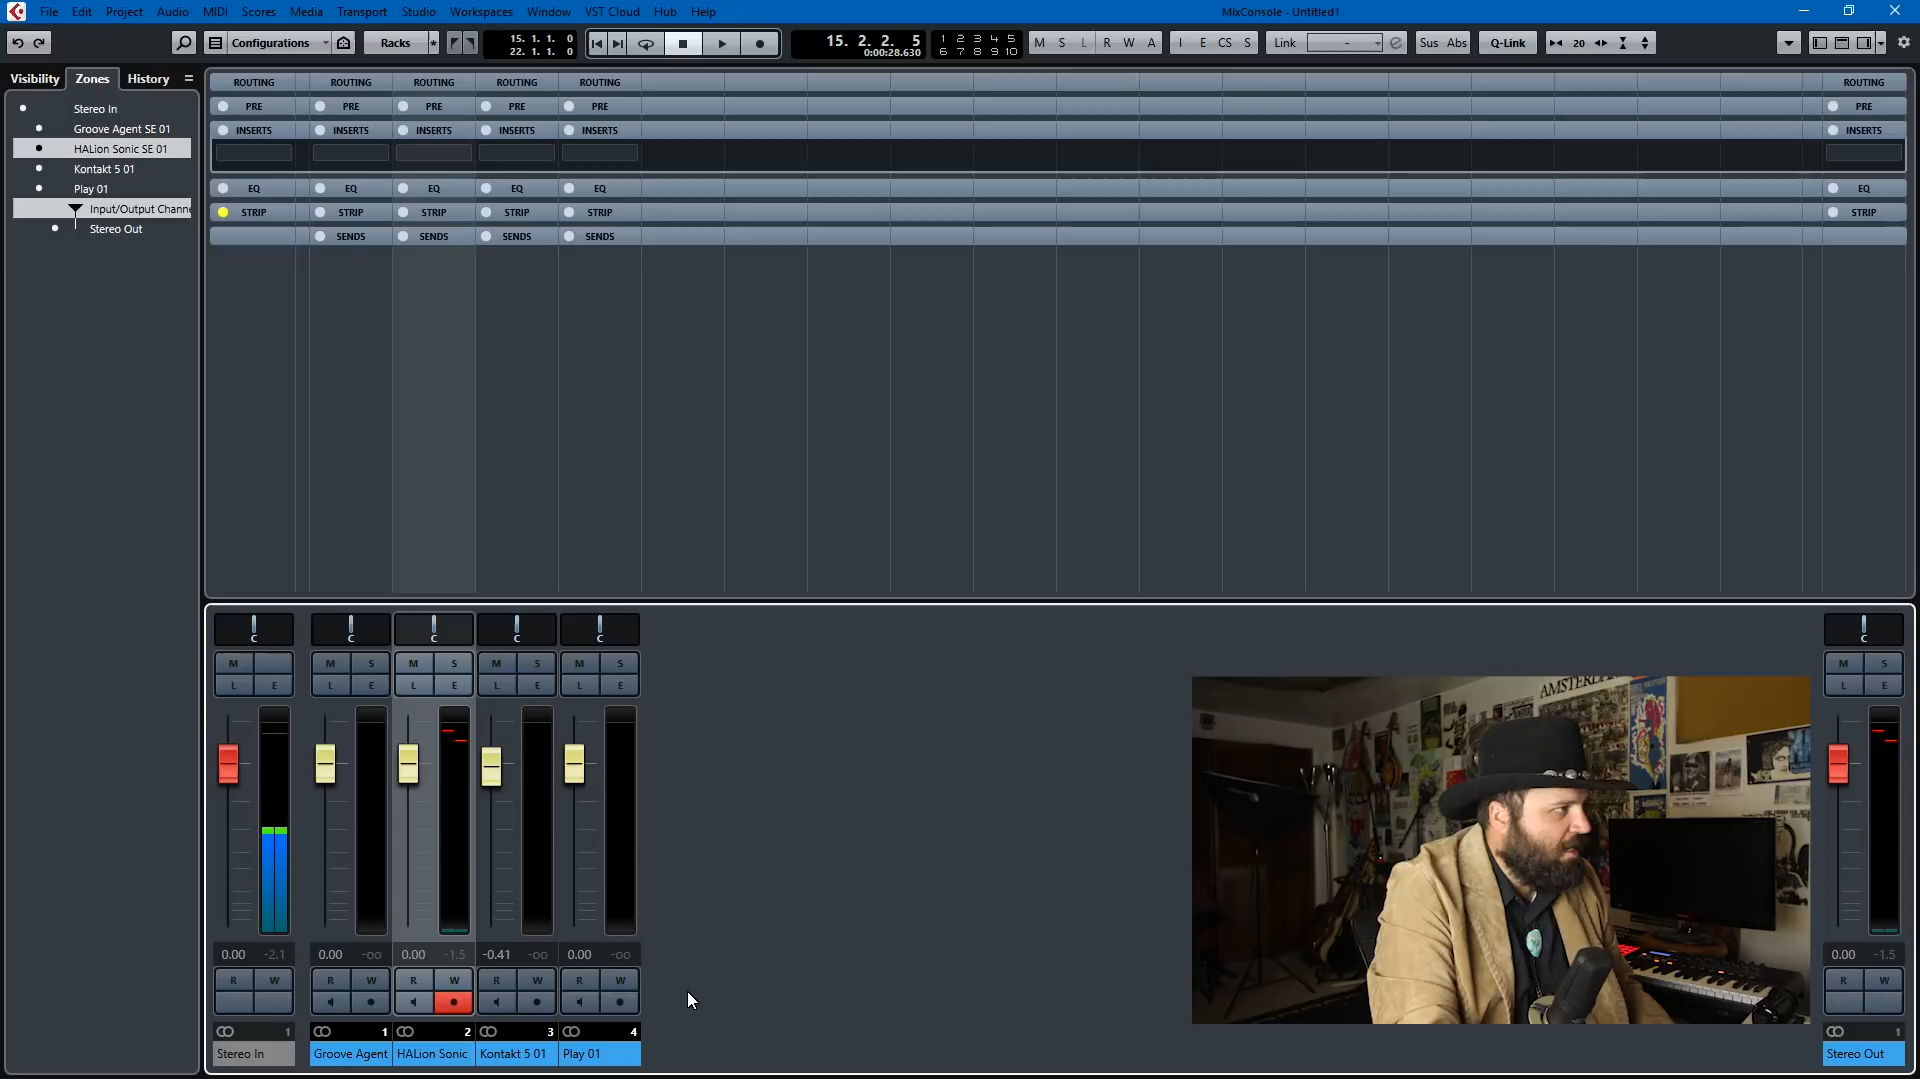 File Edit Project Audio MIDI Scores Media Transport Studio Workspaces Window VST Cloud Hub Help
MixConsole - Untitled1
Configurations Racks *
15. 1. 1. 0
22. 1. 1. 0
15. 2. 2. 5
0:00:28.630
1 2 3 4 5
6 7 8 9 10
M S L R W A I E CS S Link - Sus Abs Q-Link 20
Visibility Zones History
Stereo In
Groove Agent SE 01
HALion Sonic SE 01
Kontakt 5 01
Play 01
Input/Output Channe
Stereo Out
ROUTING ROUTING ROUTING ROUTING ROUTING ROUTING
PRE PRE PRE PRE PRE PRE
INSERTS INSERTS INSERTS INSERTS INSERTS INSERTS
EQ EQ EQ EQ EQ EQ
STRIP STRIP STRIP STRIP STRIP STRIP
SENDS SENDS SENDS SENDS
C C C C C C
M M S M S M S M S M S
L E L E L E L E L E L E
AMSTERDA
0.00 -2.1 0.00 -oo 0.00 -1.5 -0.41 -oo 0.00 -oo 0.00 -1.5
R W R W R W R W R W R W
1 1 2 3 4 1
Stereo In Groove Agent HALion Sonic Kontakt 5 01 Play 01 Stereo Out